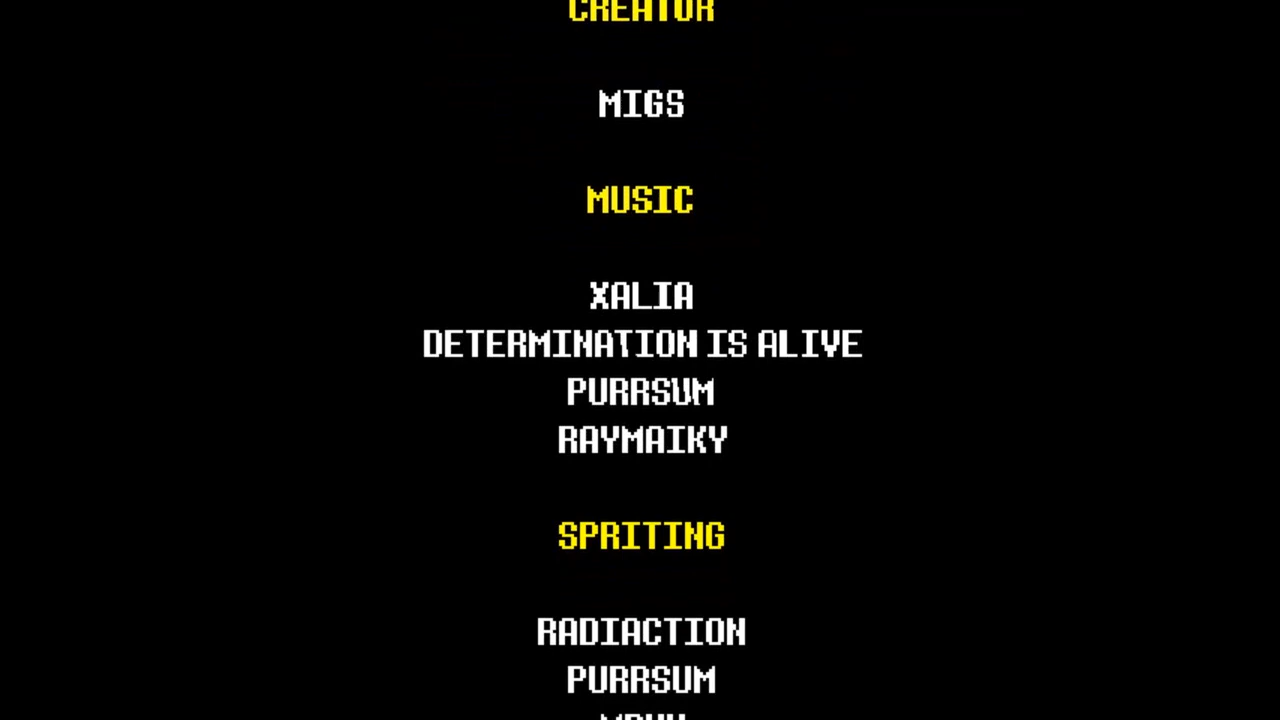 CREATOR
MIGS
MUSIC
XALIA
DETERMINATION IS ALIVE
PURRSUM
RAYMAIKY
SPRITING
RADIACTION
PURRSUM